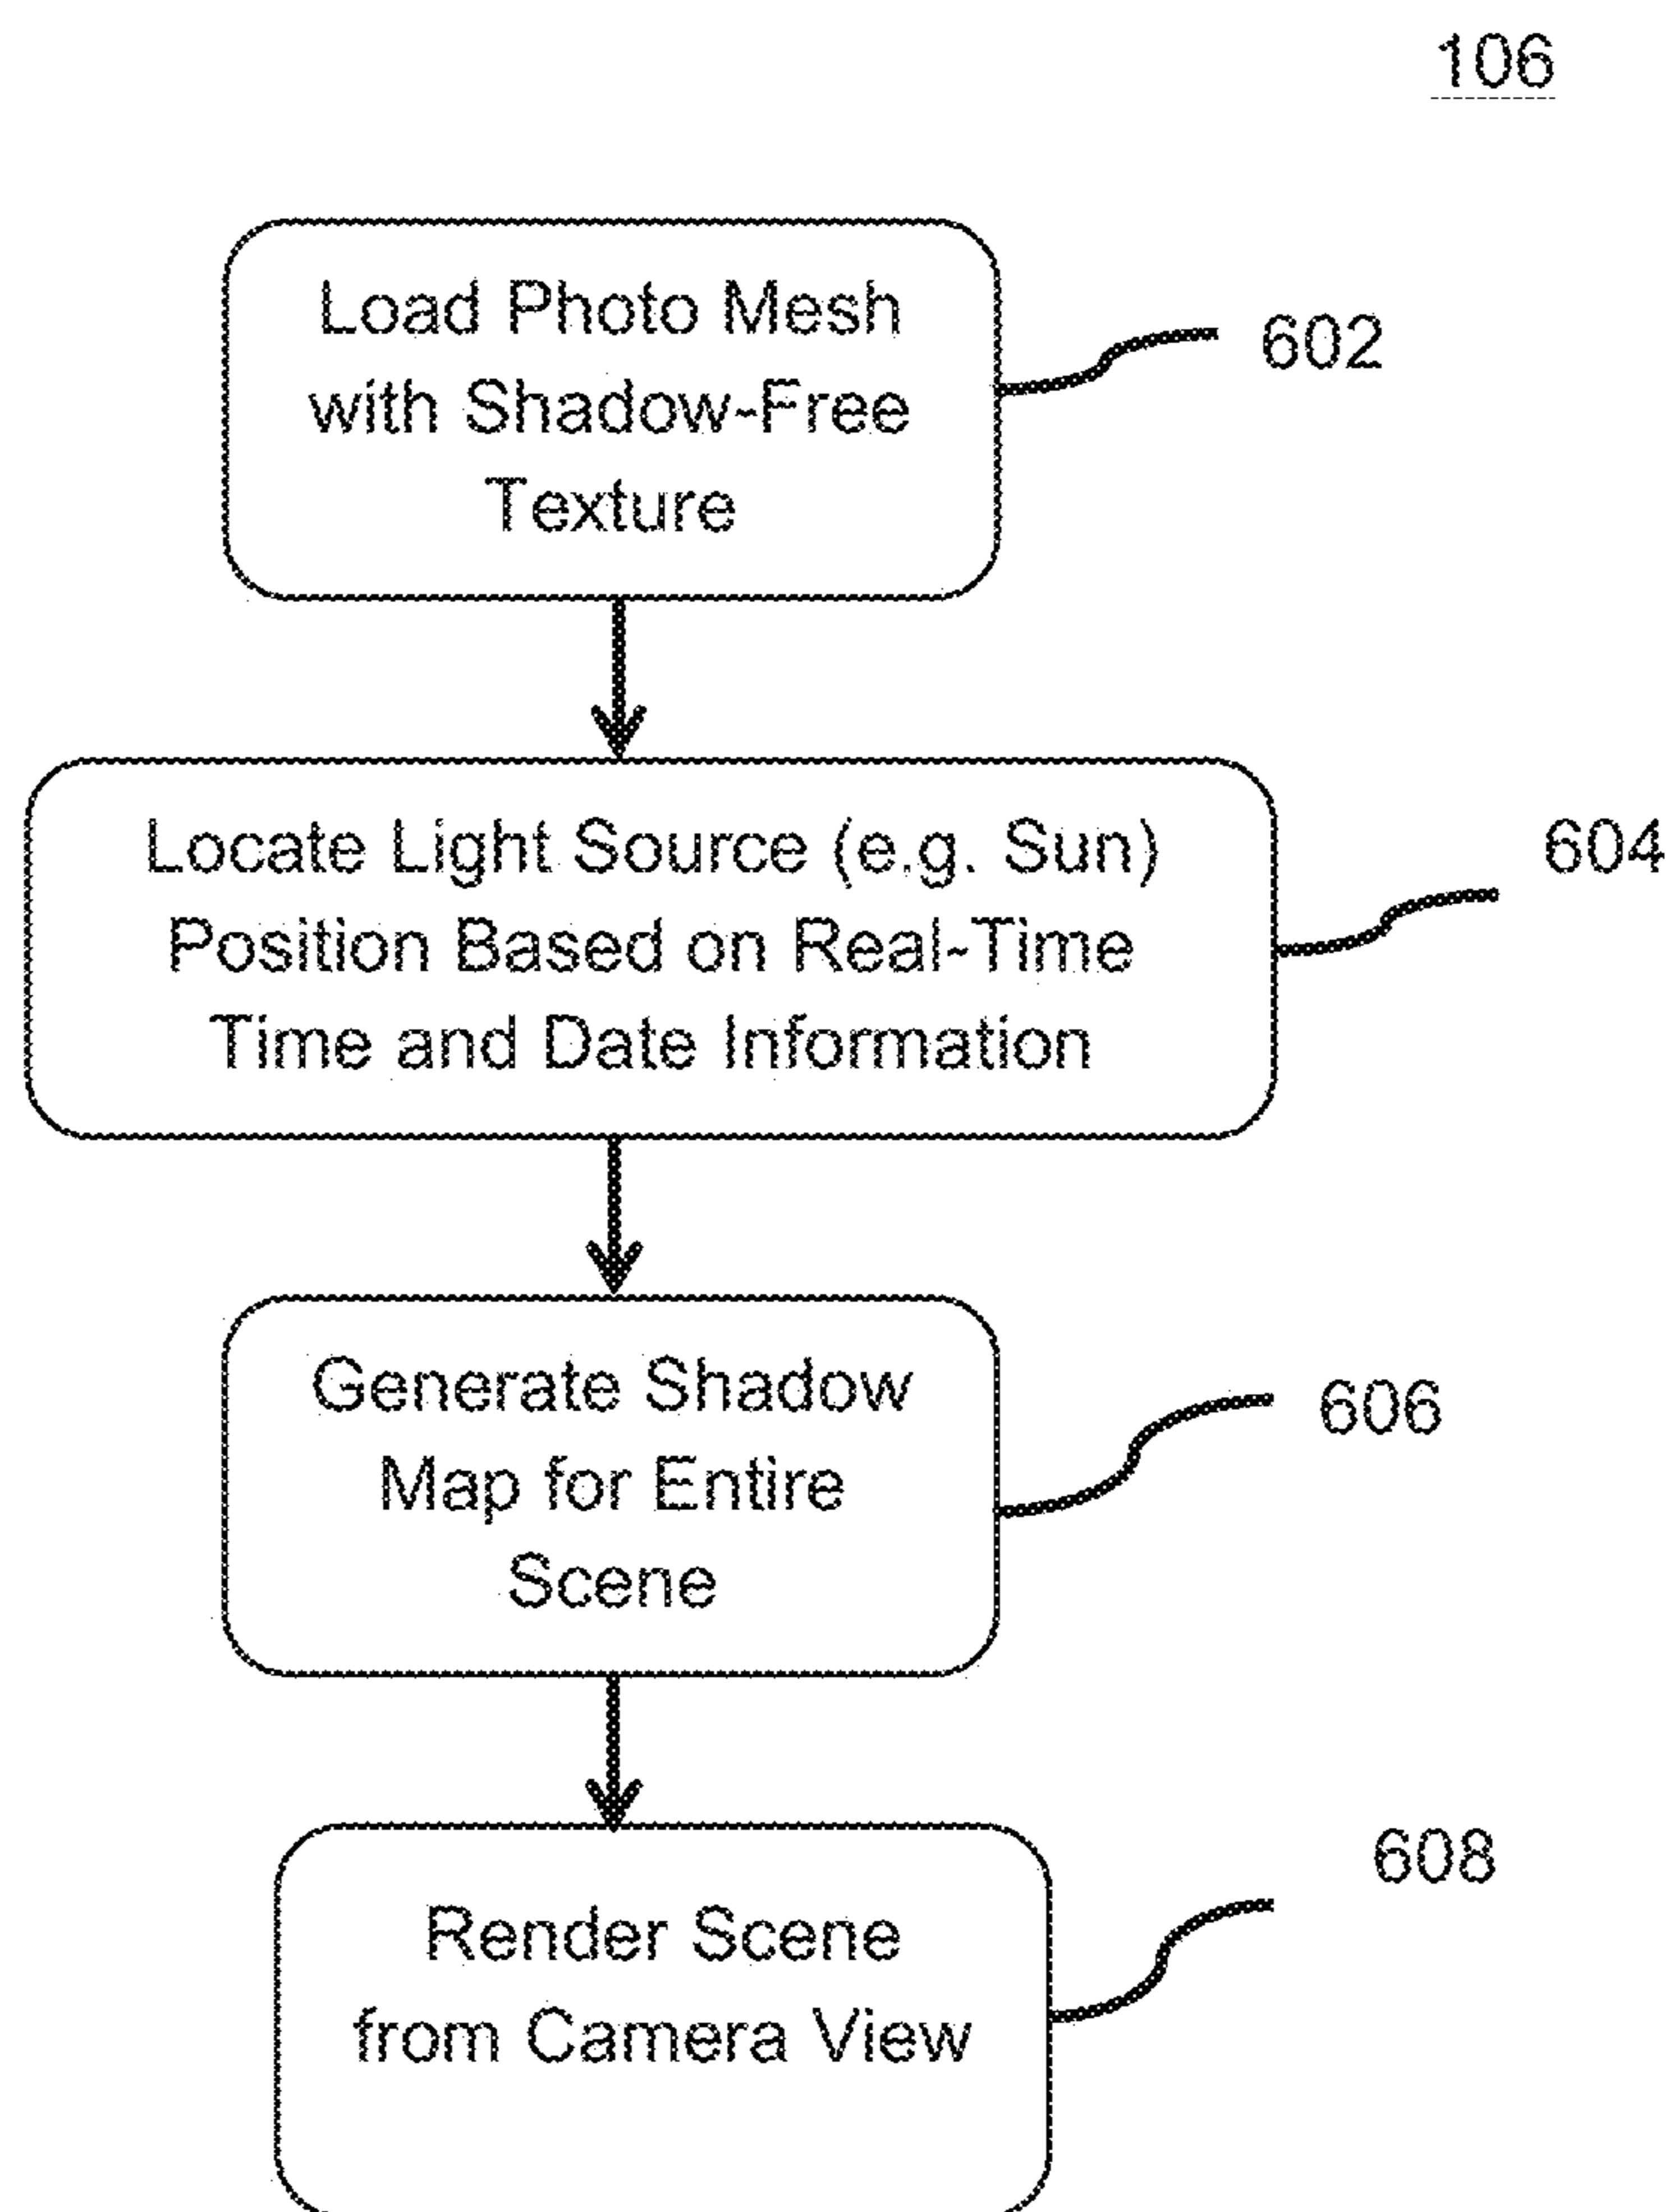 106
Load Photo Mesh
with Shadow-Free
Texture
602
Locate Light Source (e.g. Sun)
Position Based on Real-Time
Time and Date Information
604
Generate Shadow
Map for Entire
Scene
606
Render Scene
from Camera View
608